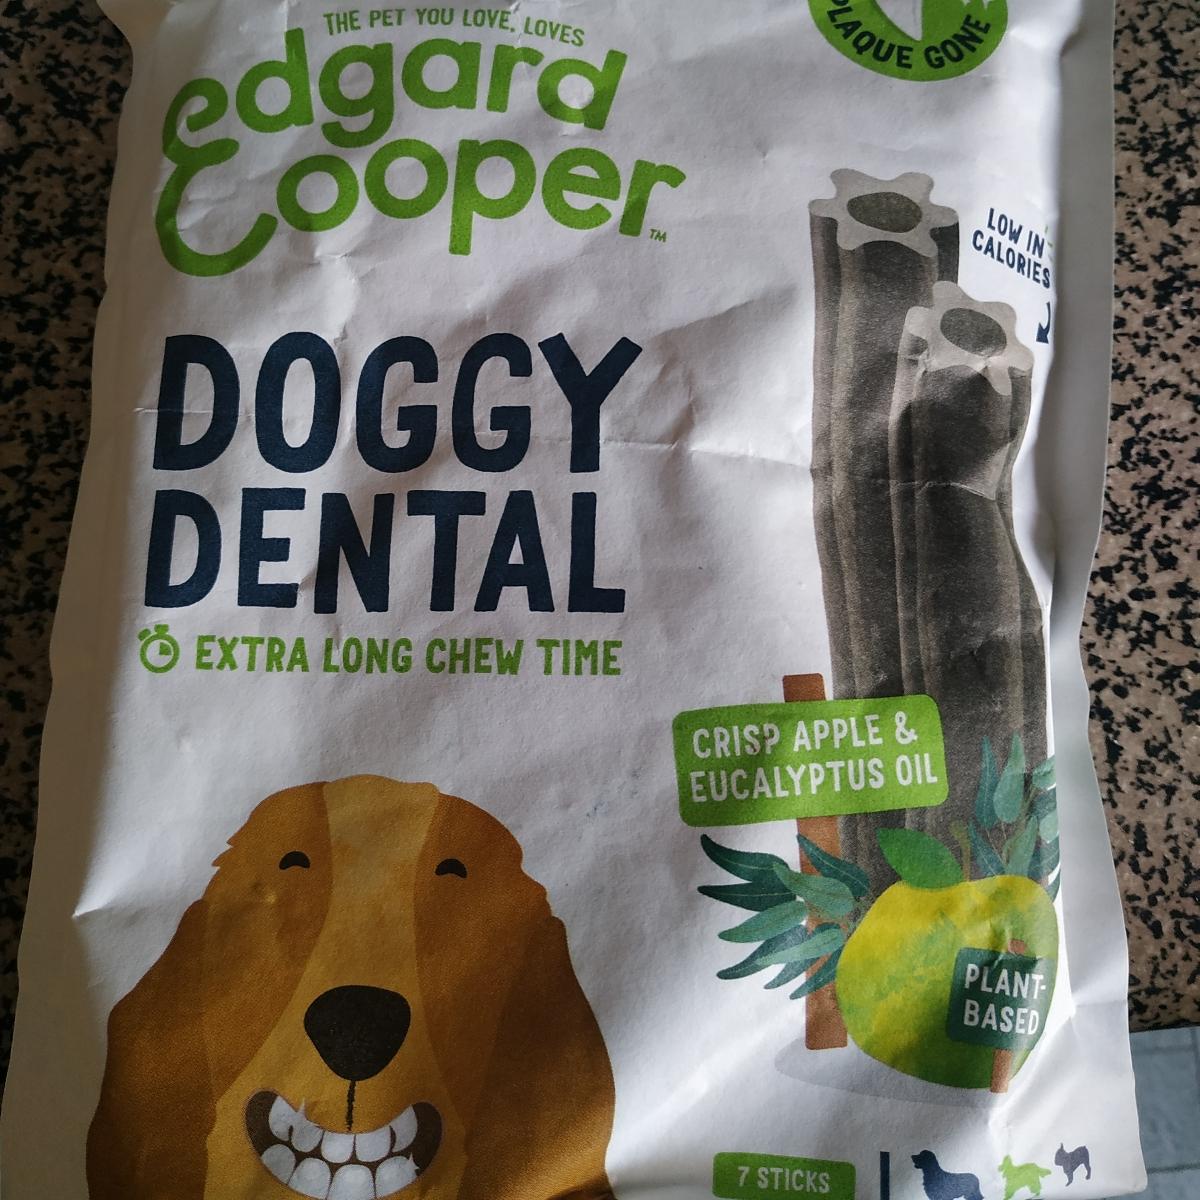 THE PET YOU LOVE, LOVES
edgard
Cooper™
PLAQUE GONE
LOW IN
CALORIES
DOGGY
DENTAL
EXTRA LONG CHEW TIME
CRISP APPLE &
EUCALYPTUS OIL
PLANT-
BASED
7 STICKS